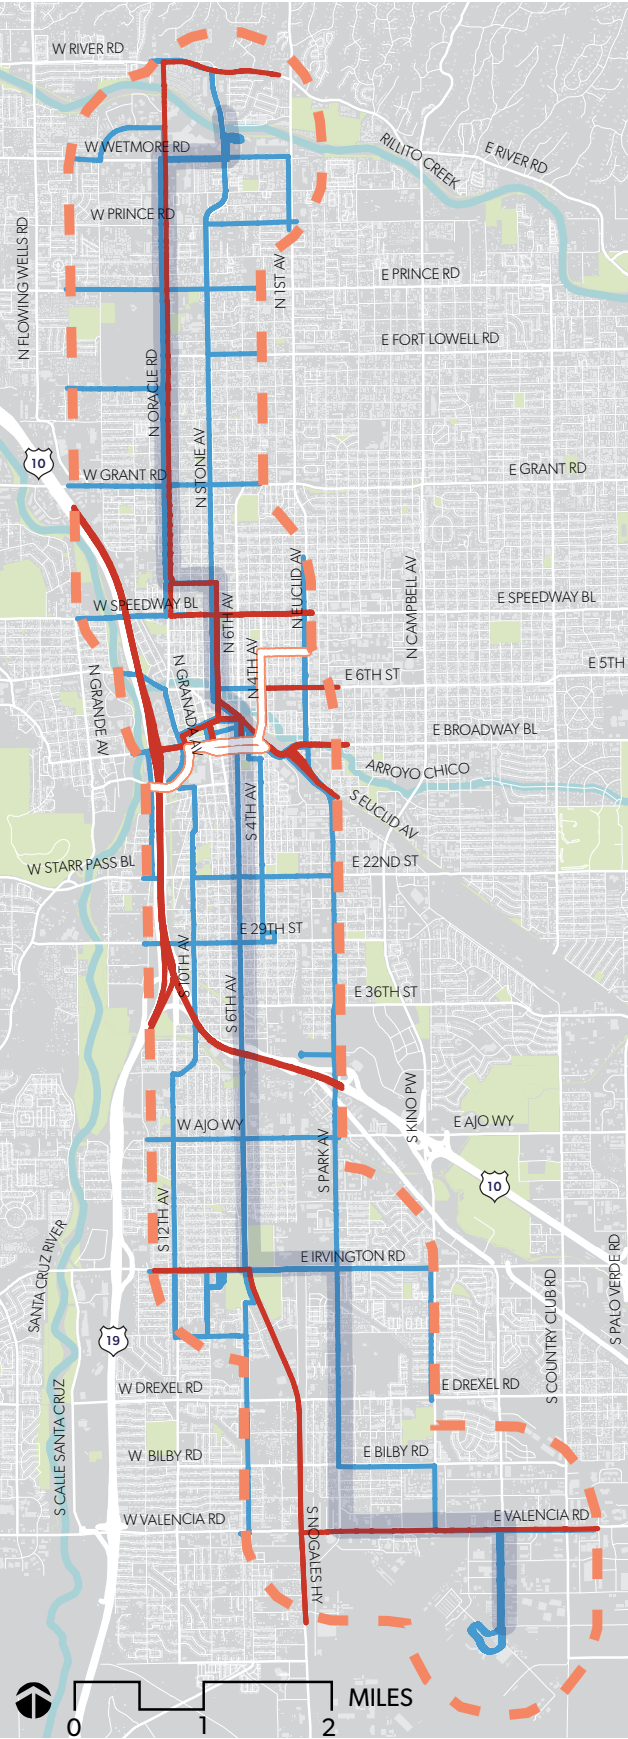 W RIVER RD
RILLITO CREEK
E RIVER RD
W WETMORE RD
W PRINCE RD
N FLOWING WELLS RD
N 1ST AV
E PRINCE RD
E FORT LOWELL RD
N ORACLE RD
N STONE AV
10
W GRANT RD
E GRANT RD
N EUCLID AV
N CAMPBELL AV
W SPEEDWAY BL
E SPEEDWAY BL
N 6TH AV
N 4TH AV
E 5TH
E 6TH ST
N GRANDE AV
N GRANADA AV
E BROADWAY BL
ARROYO CHICO
S EUCLID AV
S 4TH AV
W STARR PASS BL
E 22ND ST
E 29TH ST
S 10TH AV
S 6TH AV
E 36TH ST
W AJO WY
E AJO WY
S KINO PW
S PARK AV
10
S 12TH AV
SANTA CRUZ RIVER
E IRVINGTON RD
S COUNTRY CLUB RD
S PALO VERDE RD
19
W DREXEL RD
E DREXEL RD
S CALLE SANTA CRUZ
W BILBY RD
E BILBY RD
W VALENCIA RD
E VALENCIA RD
S NOGALES HY
MILES
0 1 2